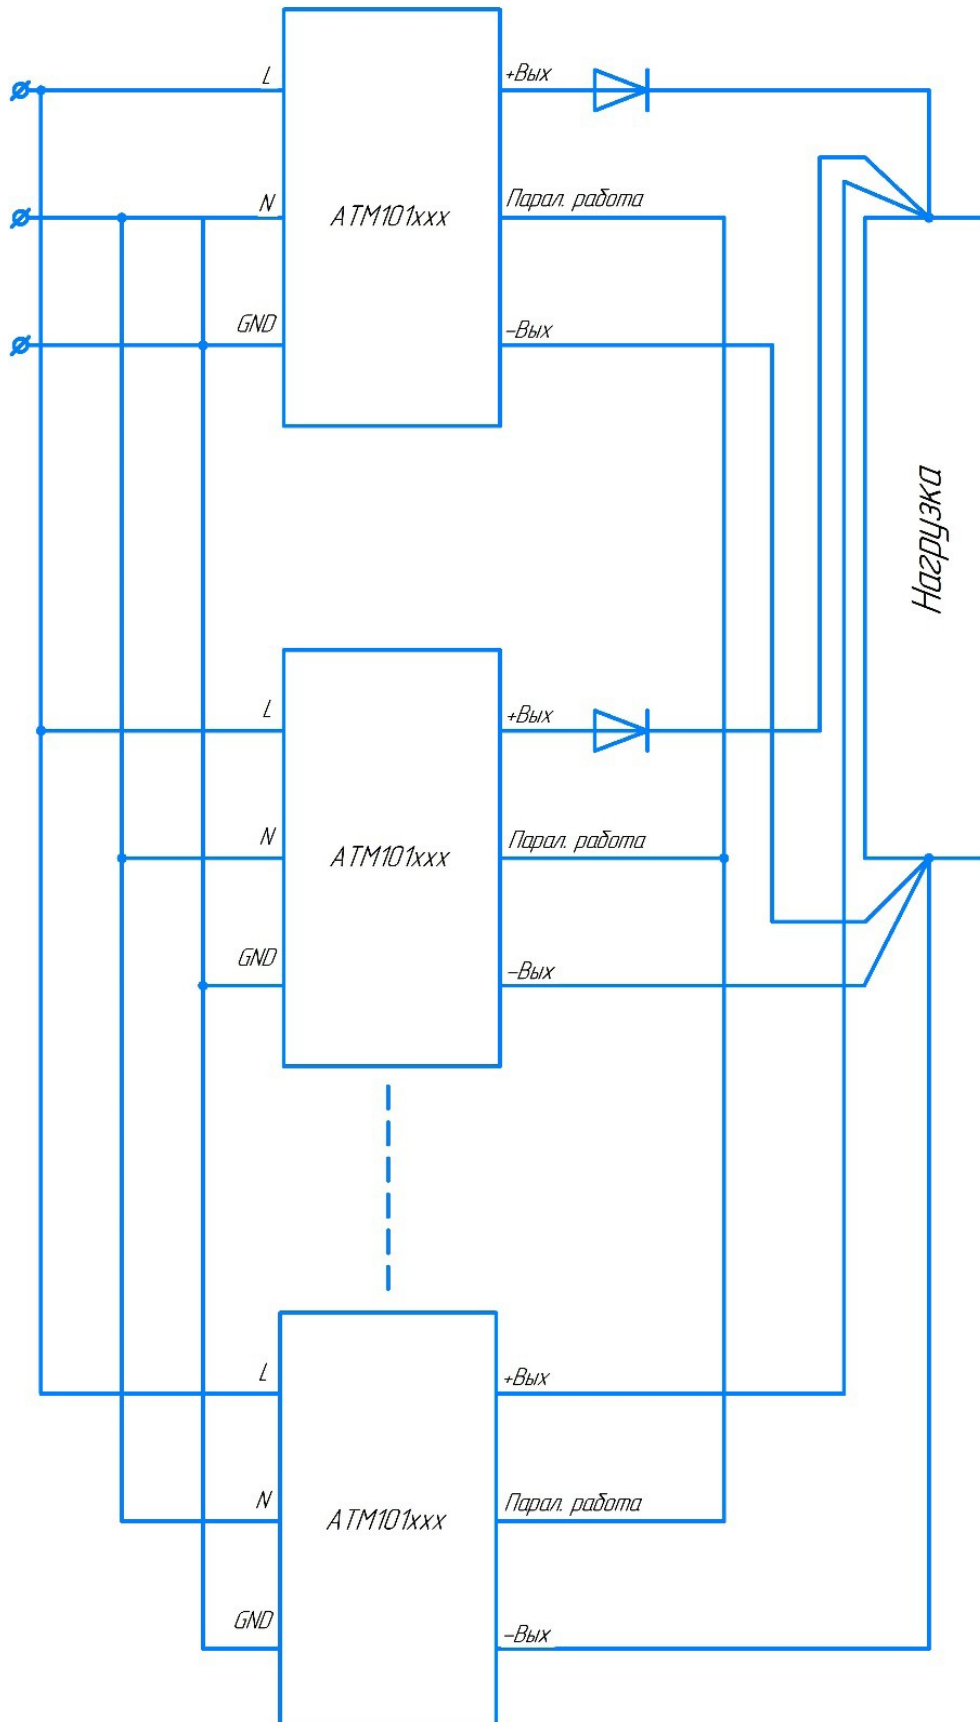 L
+Вых
N
АТМ101ххх
Парал. работа
GND
-Вых
Нагрузка
L
+Вых
N
АТМ101ххх
Парал. работа
GND
-Вых
L
+Вых
N
АТМ101ххх
Парал. работа
GND
-Вых